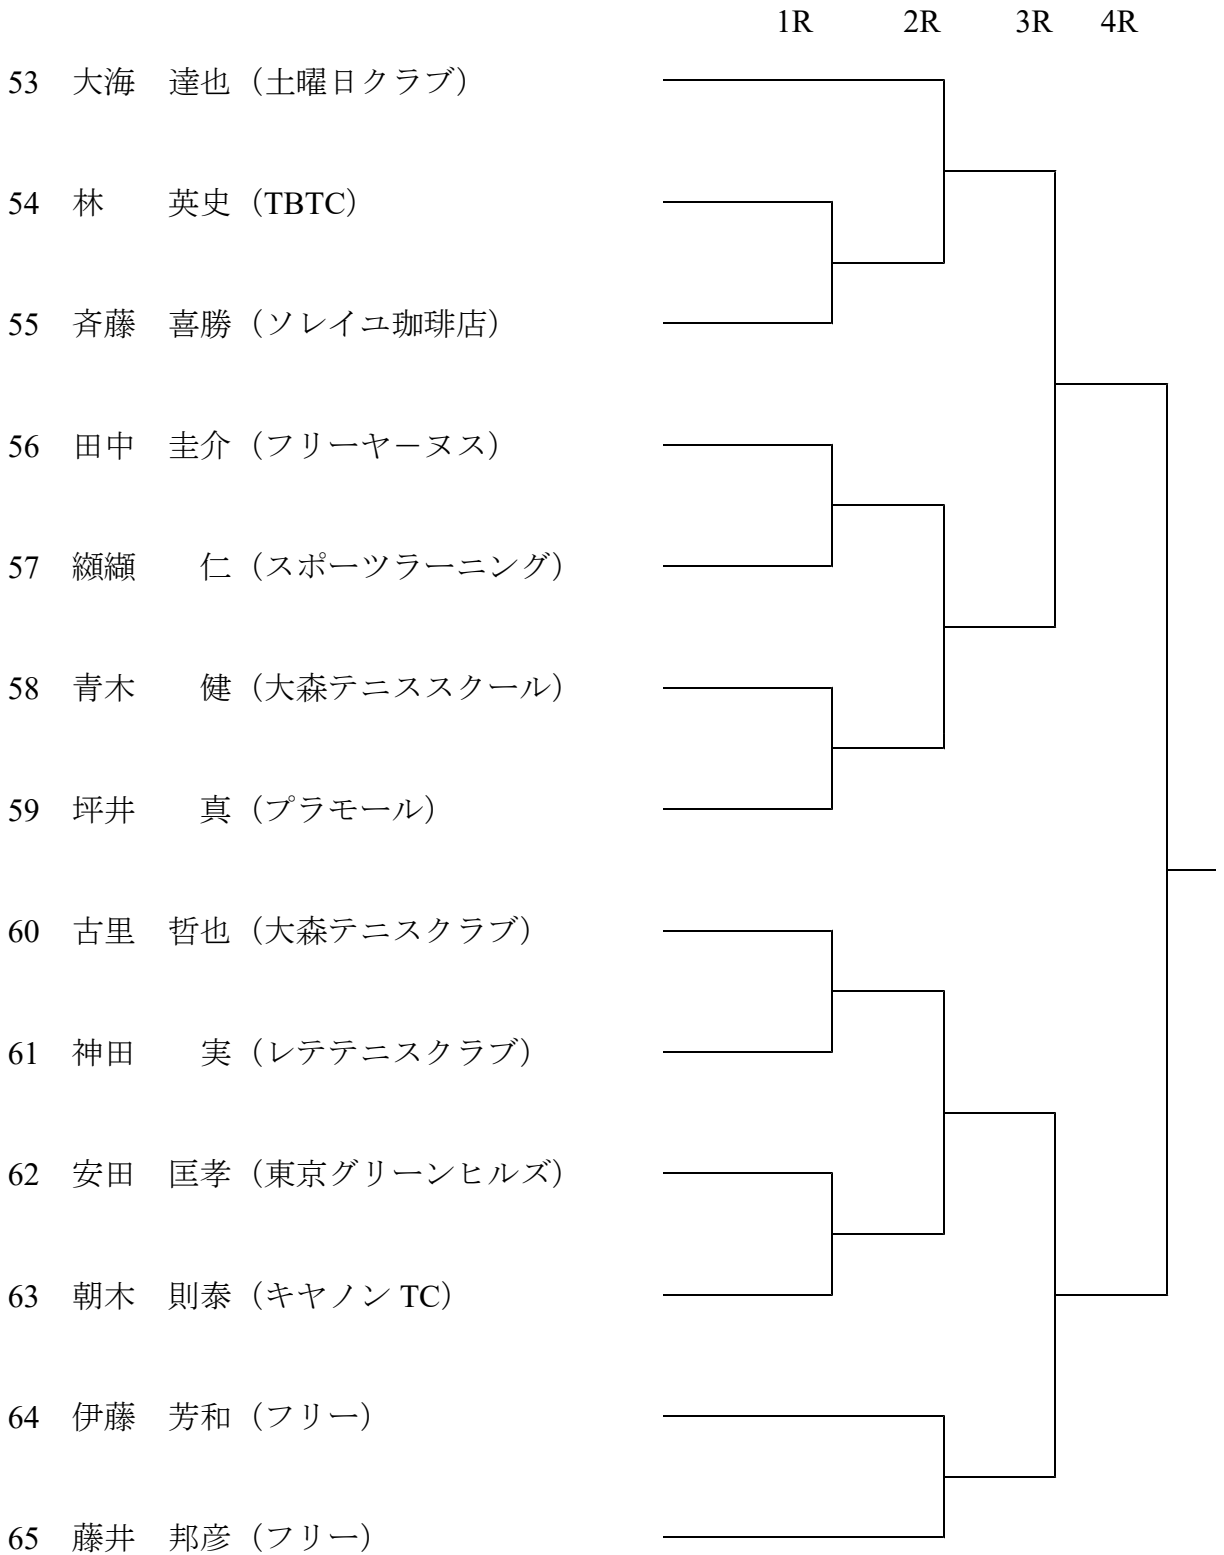 1R 2R 3R 4R
53 大海 達也(土曜日クラブ)
54 林 英史(TBTC)
55 斉藤 喜勝(ソレイユ珈琲店)
56 田中 圭介(フリーヤ−ヌス)
57 纐纈 仁(スポーツラーニング)
58 青木 健(大森テニススクール)
59 坪井 真(プラモール)
60 古里 哲也(大森テニスクラブ)
61 神田 実(レテテニスクラブ)
62 安田 匡孝(東京グリーンヒルズ)
63 朝木 則泰(キヤノン TC)
64 伊藤 芳和(フリー)
65 藤井 邦彦(フリー)